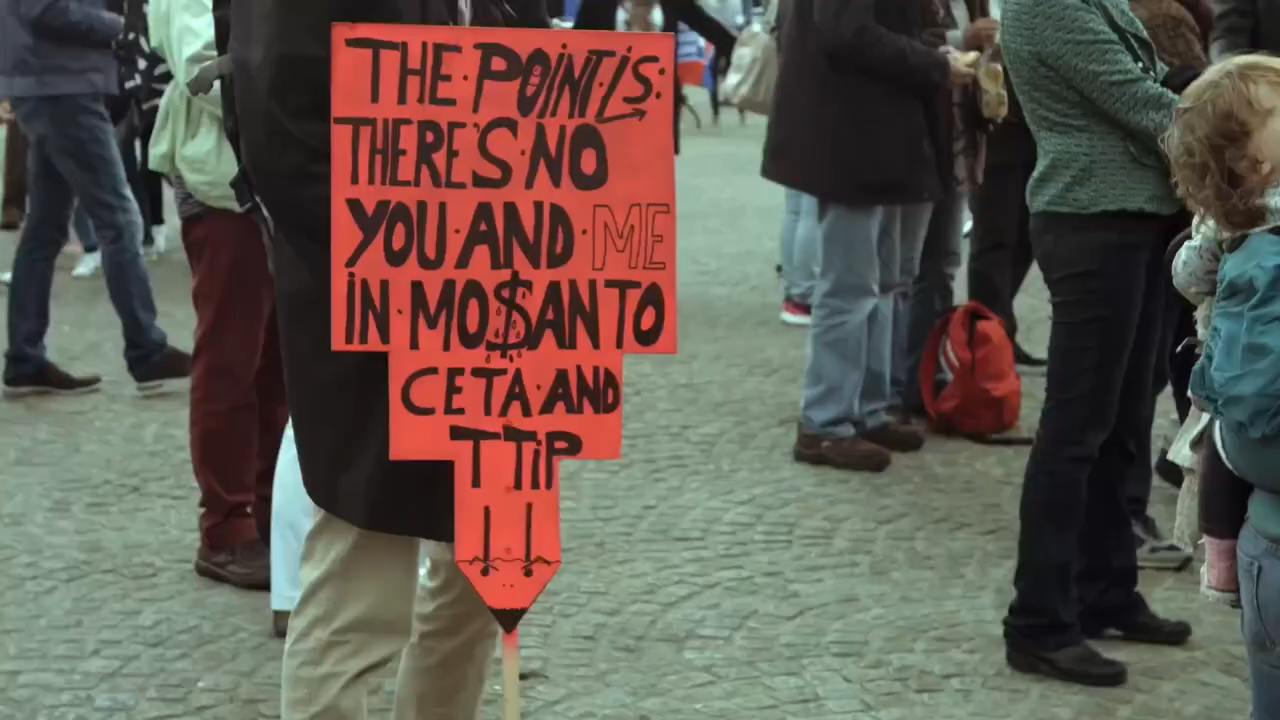 THE·POINT·iS:
THERE'S·NO
YOU·AND·ME
iN·MO$ANTO
CETA·AND
TTiP